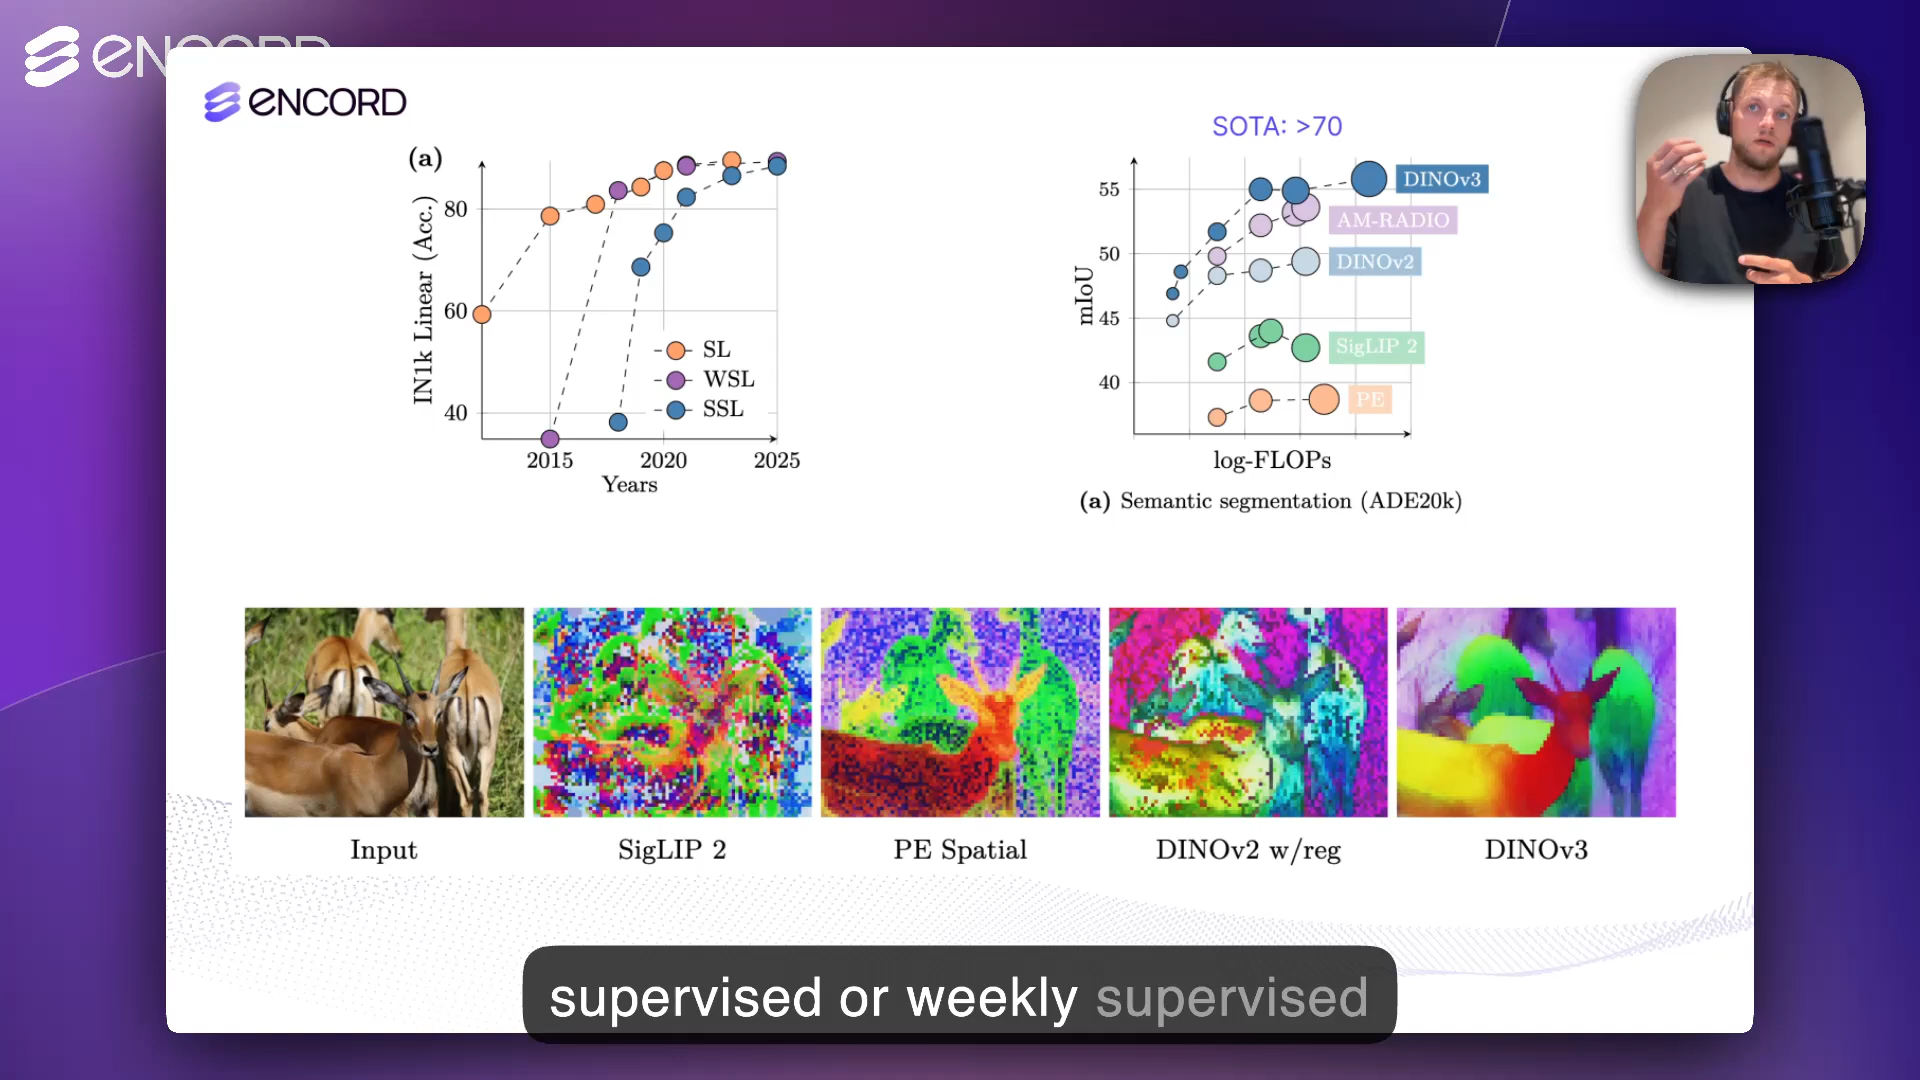 ENCORD
ENCORD
SOTA: >70
(a)
IN1k Linear (Acc.)
80
60
40
SL
WSL
SSL
2015
2020
2025
Years
mIoU
55
50
45
40
DINOv3
AM-RADIO
DINOv2
SigLIP 2
PE
log-FLOPs
(a) Semantic segmentation (ADE20k)
Input
SigLIP 2
PE Spatial
DINOv2 w/reg
DINOv3
supervised or weekly supervised